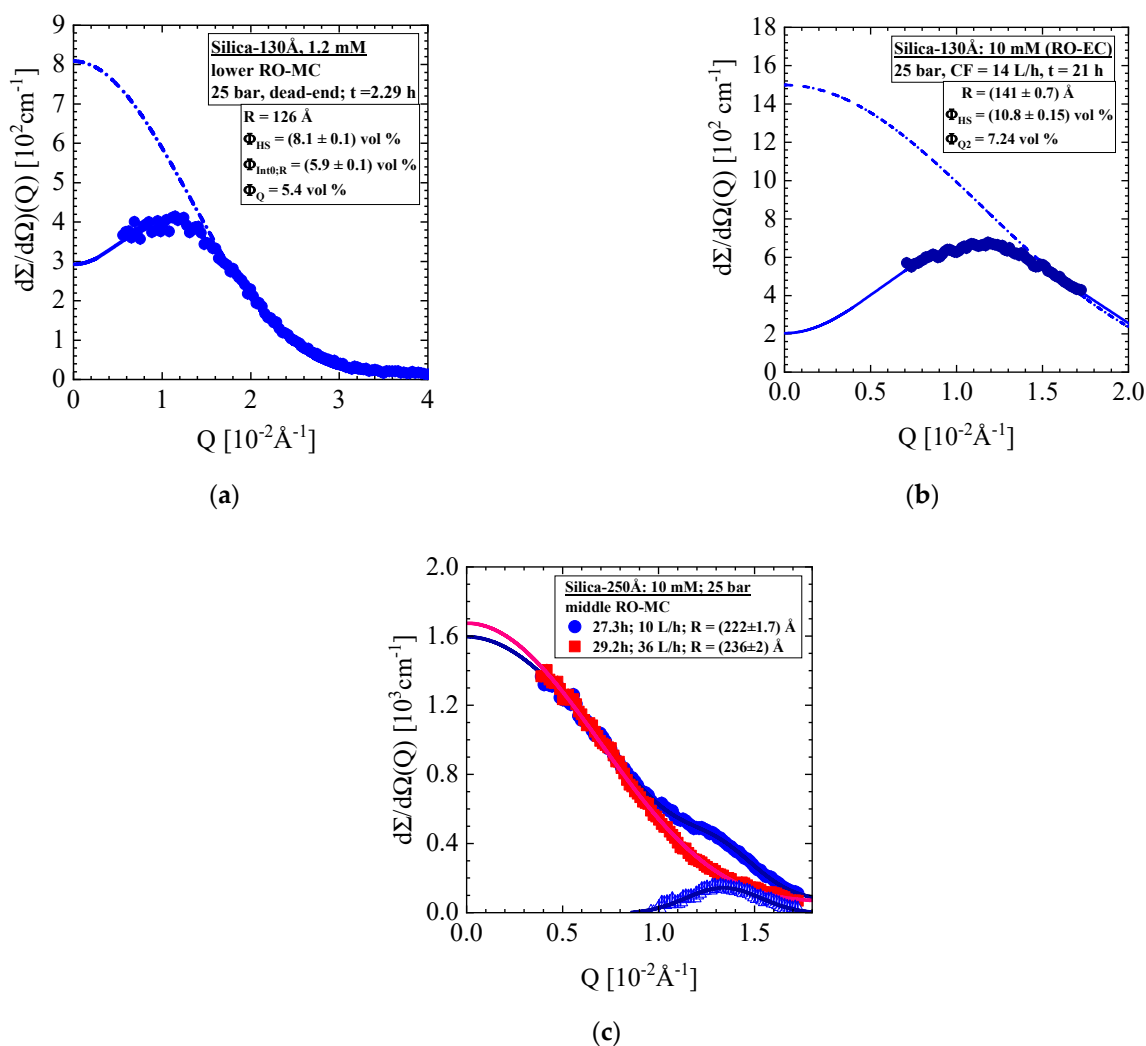 Silica-130Å, 1.2 mM
lower RO-MC
25 bar, dead-end; t =2.29 h
R = 126 Å
Φ_HS = (8.1 ± 0.1) vol %
Φ_Int0;R = (5.9 ± 0.1) vol %
Φ_Q = 5.4 vol %
dΣ/dΩ)(Q) [10²cm⁻¹]
9
8
7
6
5
4
3
2
1
0
0 1 2 3 4
Q [10⁻²Å⁻¹]
(a)
Silica-130Å: 10 mM (RO-EC)
25 bar, CF = 14 L/h, t = 21 h
R = (141 ± 0.7) Å
Φ_HS = (10.8 ± 0.15) vol %
Φ_Q2 = 7.24 vol %
dΣ/dΩ(Q) [10² cm⁻¹]
18
16
14
12
10
8
6
4
2
0
0.0 0.5 1.0 1.5 2.0
Q [10⁻²Å⁻¹]
(b)
Silica-250Å: 10 mM; 25 bar
middle RO-MC
27.3h; 10 L/h; R = (222±1.7) Å
29.2h; 36 L/h; R = (236±2) Å
dΣ/dΩ(Q) [10³cm⁻¹]
2.0
1.6
1.2
0.8
0.4
0.0
0.0 0.5 1.0 1.5
Q [10⁻²Å⁻¹]
(c)